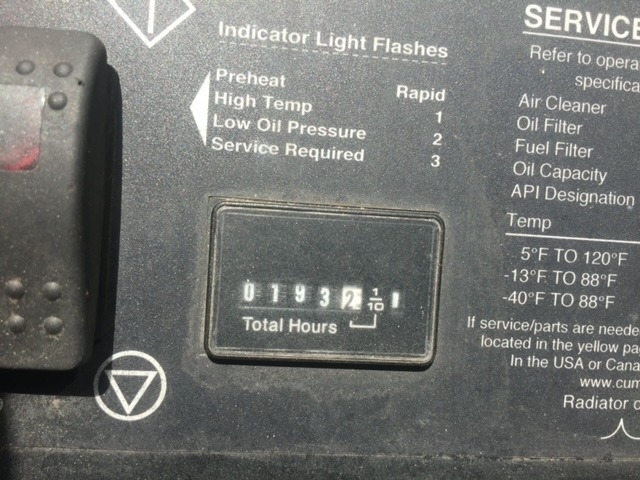 Indicator Light Flashes
Preheat Rapid
High Temp 1
Low Oil Pressure 2
Service Required 3
0 1 9 3 2 1/10
Total Hours
SERVICE
Refer to opera
specifica
Air Cleaner
Oil Filter
Fuel Filter
Oil Capacity
API Designation
Temp
5°F TO 120°F
-13°F TO 88°F
-40°F TO 88°F
If service/parts are neede
located in the yellow pa
In the USA or Cana
www.cum
Radiator c